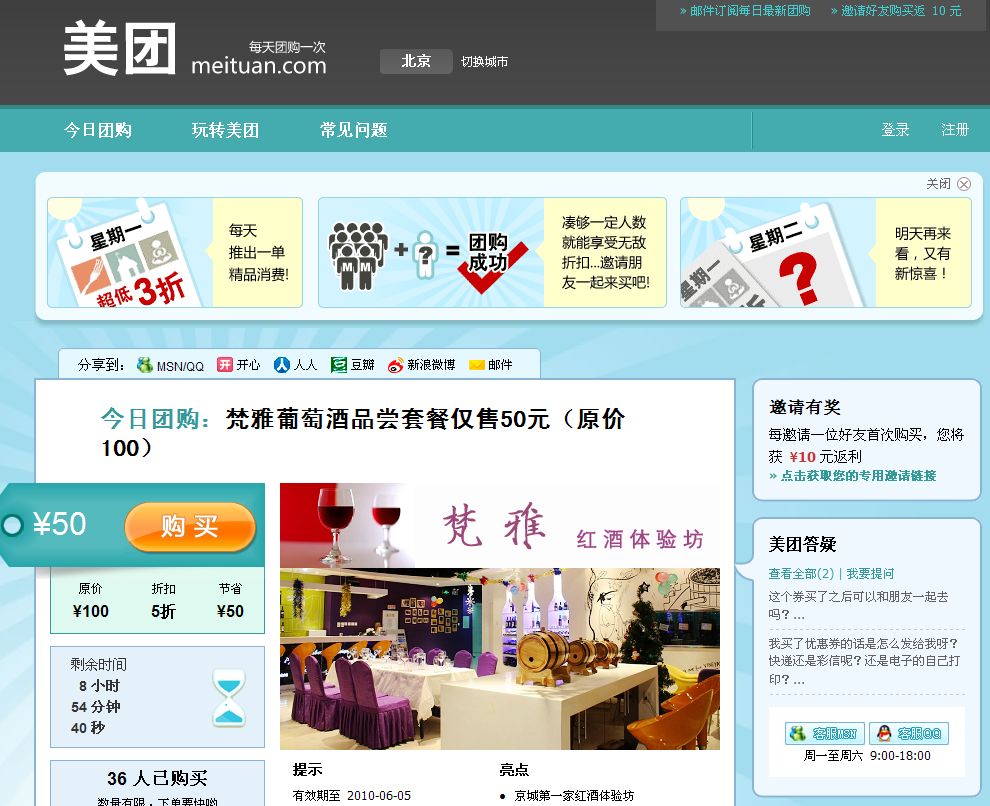 » 邮件订阅每日最新团购 » 邀请好友购买返 10 元
美团
每天团购一次
meituan.com
北京 切换城市
今日团购 玩转美团 常见问题 登录 注册
关闭
星期一
超低3折
每天
推出一单
精品消费!
M M + ? = 团购
成功
凑够一定人数
就能享受无敌
折扣...邀请朋
友一起来买吧!
星期一
星期二
?
明天再来
看，又有
新惊喜！
分享到： MSN/QQ 开 开心 人人 豆瓣 新浪微博 邮件
今日团购：梵雅葡萄酒品尝套餐仅售50元（原价
100）
¥50 购买
原价 折扣 节省
¥100 5折 ¥50
剩余时间
8 小时
54 分钟
40 秒
36 人已购买
数量有限，下单要快哟
梵雅 红酒体验坊
提示
有效期至 2010-06-05
亮点
• 京城第一家红酒体验坊
邀请有奖
每邀请一位好友首次购买，您将
获 ¥10 元返利
» 点击获取您的专用邀请链接
美团答疑
查看全部(2) | 我要提问
这个券买了之后可以和朋友一起去
吗？...
我买了优惠券的话是怎么发给我呀？
快递还是彩信呢？还是电子的自己打
印？...
客服MSN 客服QQ
周一至周六 9:00-18:00